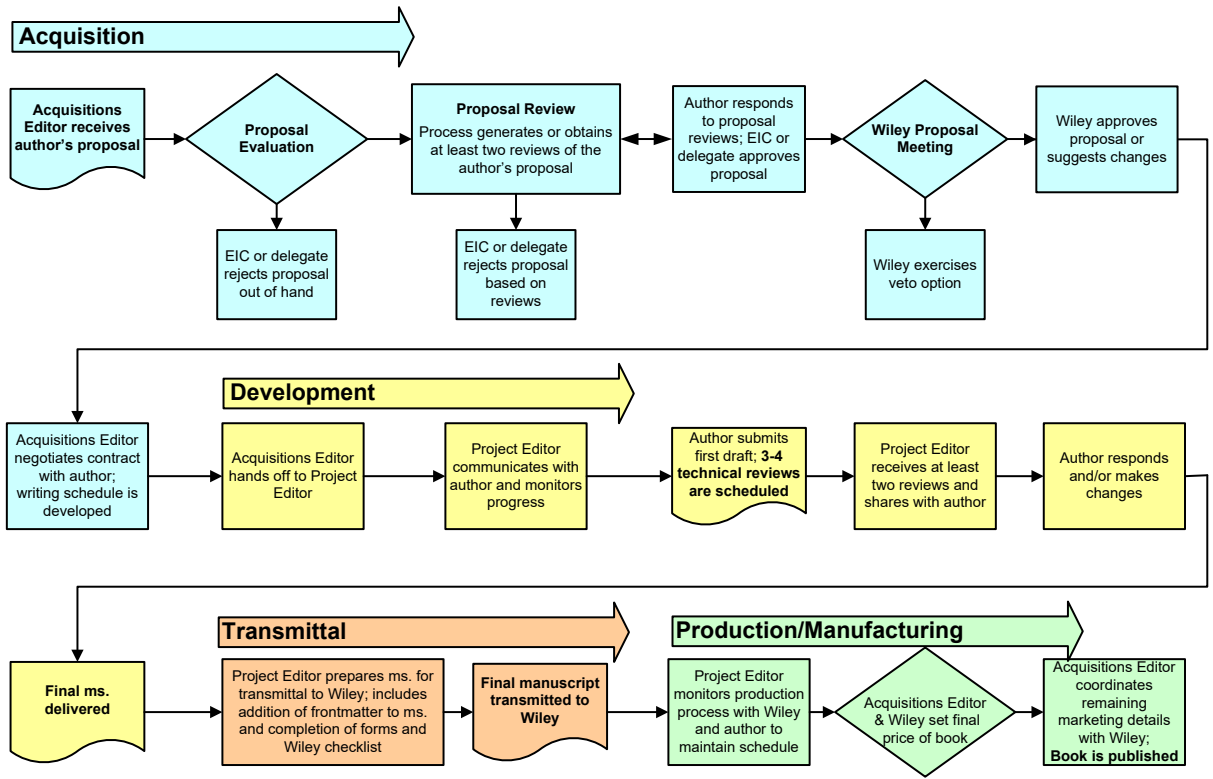 Acquisition
Acquisitions
Editor receives
author's proposal
Proposal
Evaluation
Proposal Review
Process generates or obtains
at least two reviews of the
author's proposal
Author responds
to proposal
reviews; EIC or
delegate approves
proposal
Wiley Proposal
Meeting
Wiley approves
proposal or
suggests changes
EIC or delegate
rejects proposal
out of hand
EIC or delegate
rejects proposal
based on
reviews
Wiley exercises
veto option
Development
Acquisitions Editor
negotiates contract
with author;
writing schedule is
developed
Acquisitions Editor
hands off to Project
Editor
Project Editor
communicates with
author and monitors
progress
Author submits
first draft; 3-4
technical reviews
are scheduled
Project Editor
receives at least
two reviews and
shares with author
Author responds
and/or makes
changes
Transmittal
Production/Manufacturing
Final ms.
delivered
Project Editor prepares ms. for
transmittal to Wiley; includes
addition of frontmatter to ms.
and completion of forms and
Wiley checklist
Final manuscript
transmitted to
Wiley
Project Editor
monitors production
process with Wiley
and author to
maintain schedule
Acquisitions Editor
& Wiley set final
price of book
Acquisitions Editor
coordinates
remaining
marketing details
with Wiley;
Book is published